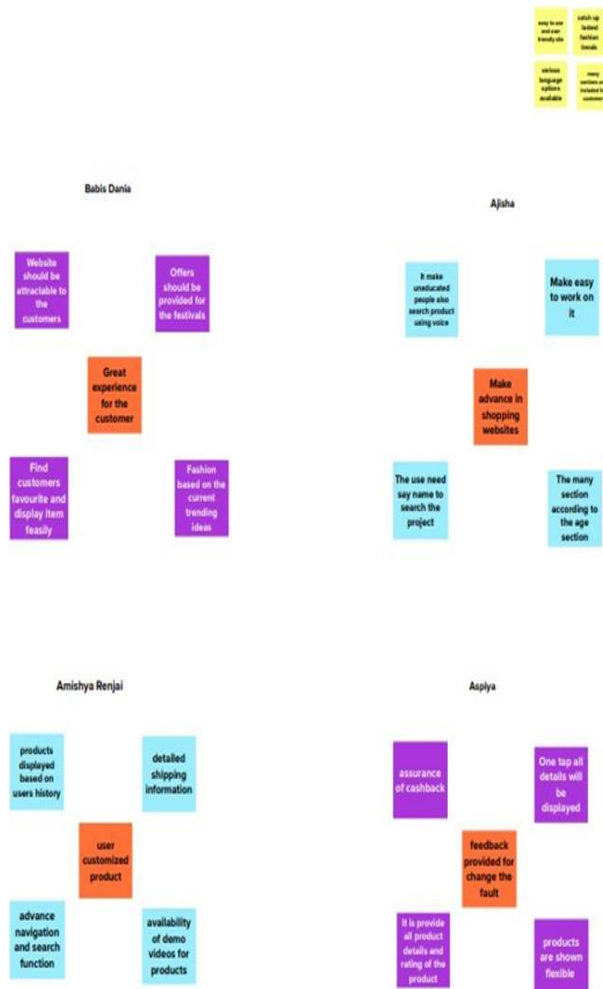 easy to use
and user
friendly site
catch up
lastest
fashion
trends
various
language
options
available
many
sections
included
customer
Babis Dania
Website
should be
attractable to
the
customers
Offers
should be
provided for
the festivals
Great
experience
for the
customer
Find
customers
favourite and
display item
feasily
Fashion
based on the
current
trending
ideas
Ajisha
It make
uneducated
people also
search product
using voice
Make easy
to work on
it
Make
advance in
shopping
websites
The use need
say name to
search the
project
The many
section
according to
the age
section
Amishya Renjai
products
displayed
based on
users history
detailed
shipping
information
user
customized
product
advance
navigation
and search
function
availability
of demo
videos for
products
Aspiya
assurance
of cashback
One tap all
details will
be
displayed
feedback
provided for
change the
fault
It is provide
all product
details and
rating of the
product
products
are shown
flexible